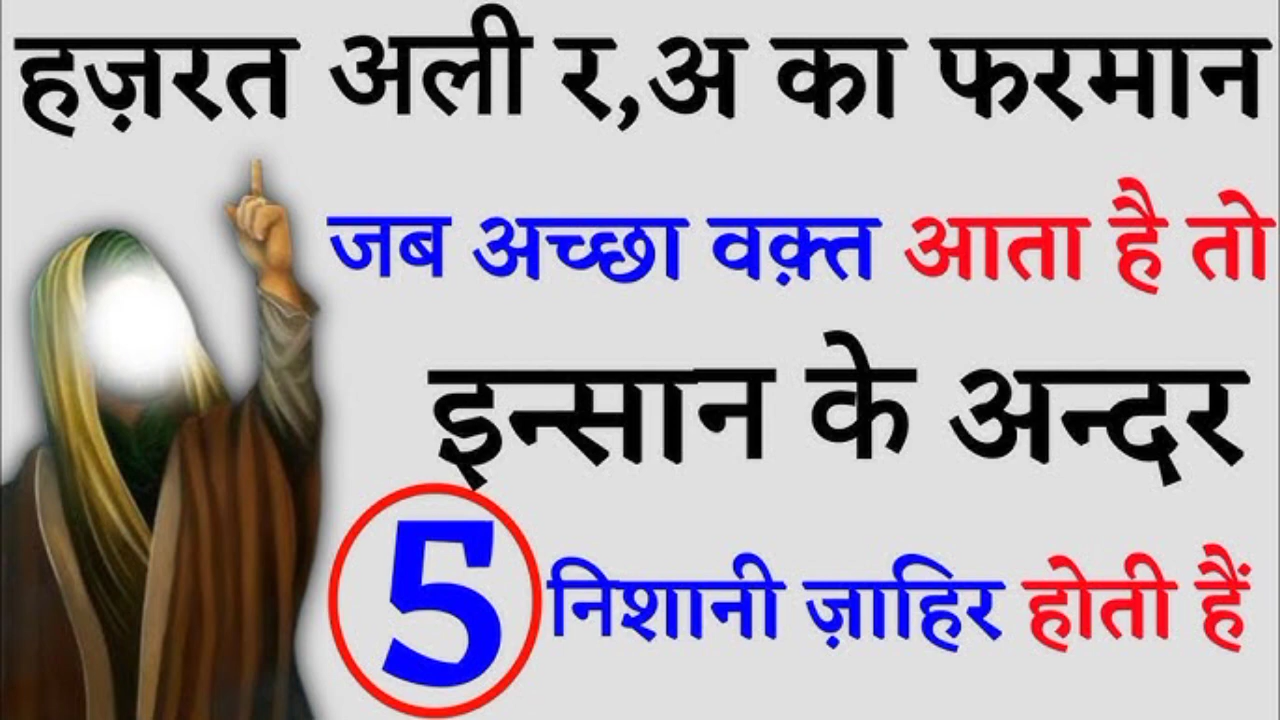 हज़रत अली र,अ का फरमान
जब अच्छा वक़्त आता है तो
इन्सान के अन्दर
5 निशानी ज़ाहिर होती हैं